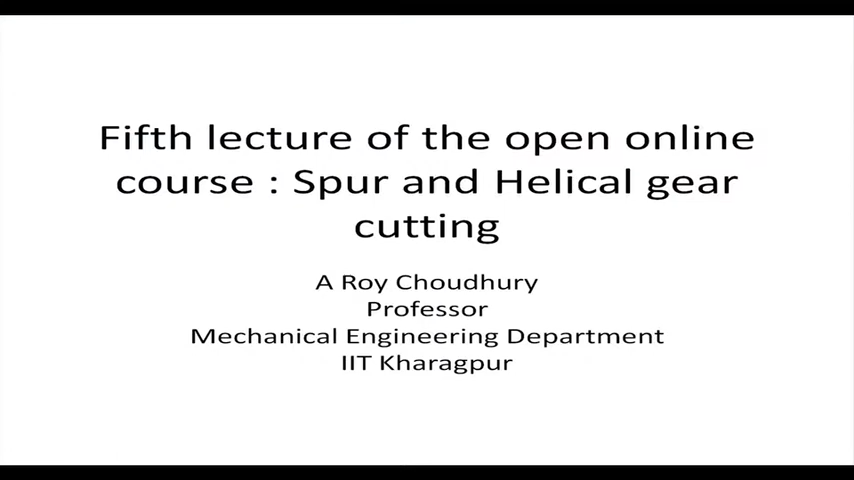 Fifth lecture of the open online
course : Spur and Helical gear
cutting
A Roy Choudhury
Professor
Mechanical Engineering Department
IIT Kharagpur